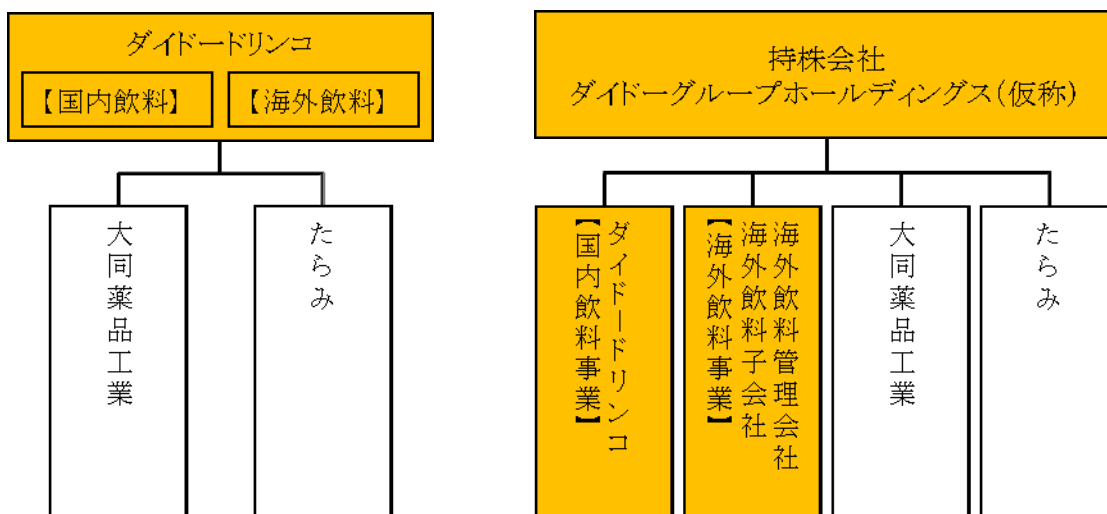 ダイドードリンコ
【国内飲料】
【海外飲料】
大同薬品工業
たらみ
持株会社
ダイドーグループホールディングス(仮称)
ダイドードリンコ
【国内飲料事業】
海外飲料管理会社
海外飲料子会社
【海外飲料事業】
大同薬品工業
たらみ